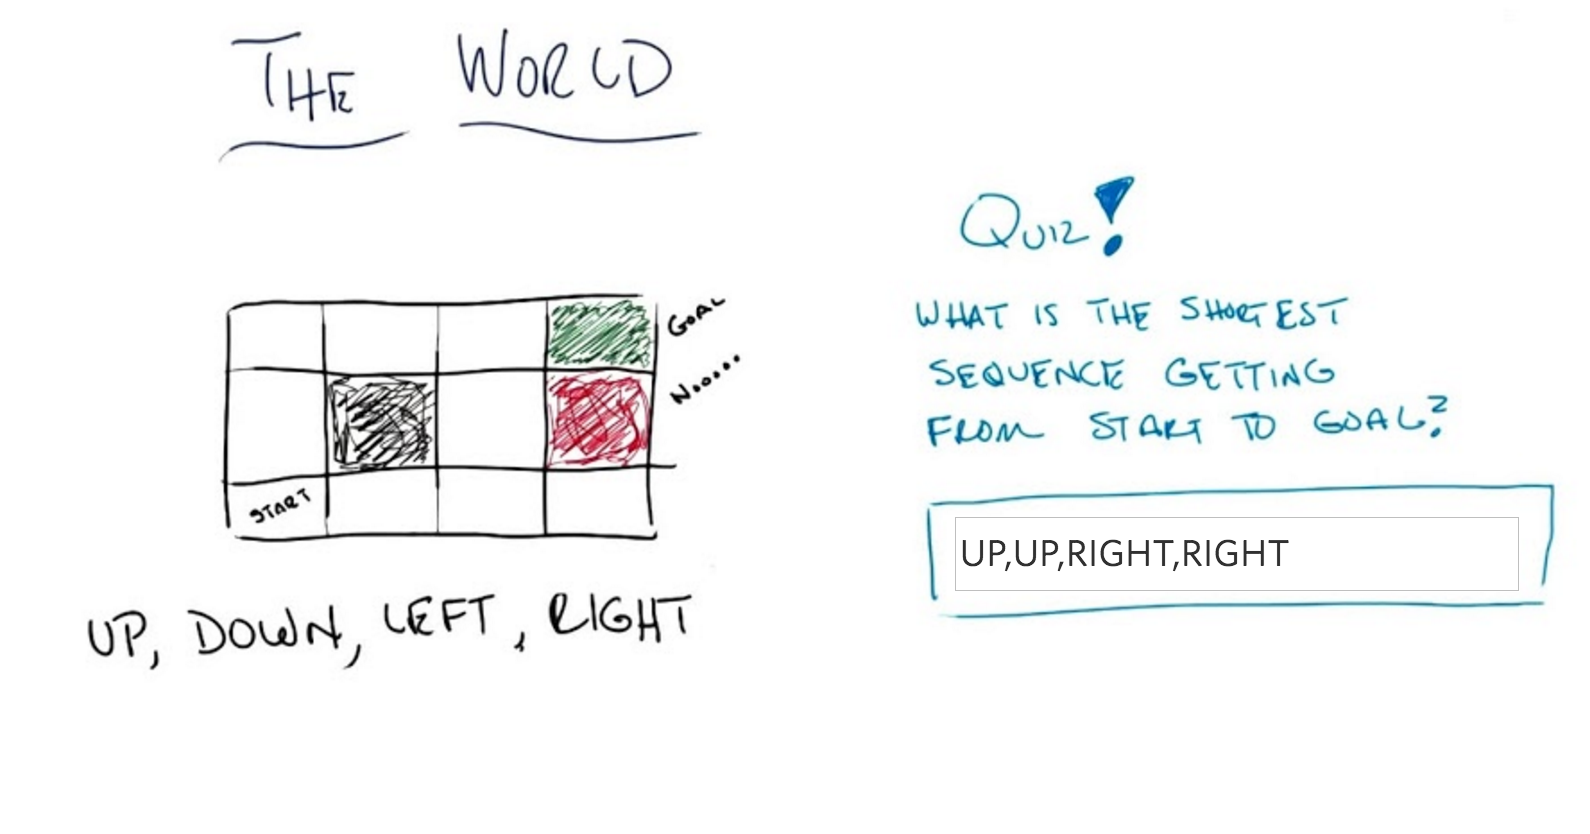 THE WORLD
QUIZ!
WHAT IS THE SHORTEST
SEQUENCE GETTING
FROM START TO GOAL?
UP,UP,RIGHT,RIGHT
GOAL
NO....
START
UP, DOWN, LEFT, RIGHT